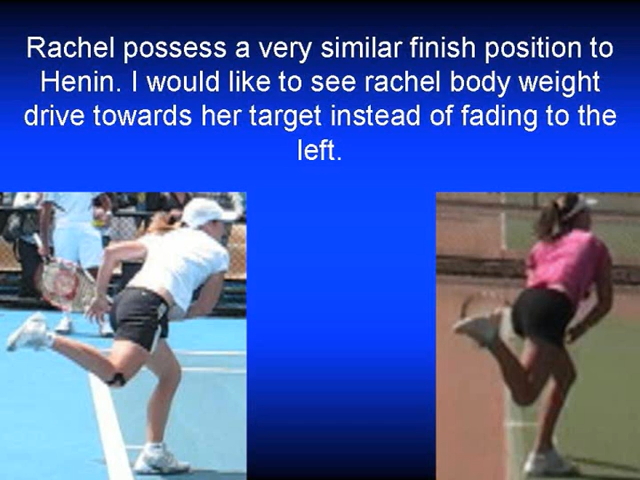 Rachel possess a very similar finish position to
Henin. I would like to see rachel body weight
drive towards her target instead of fading to the
left.